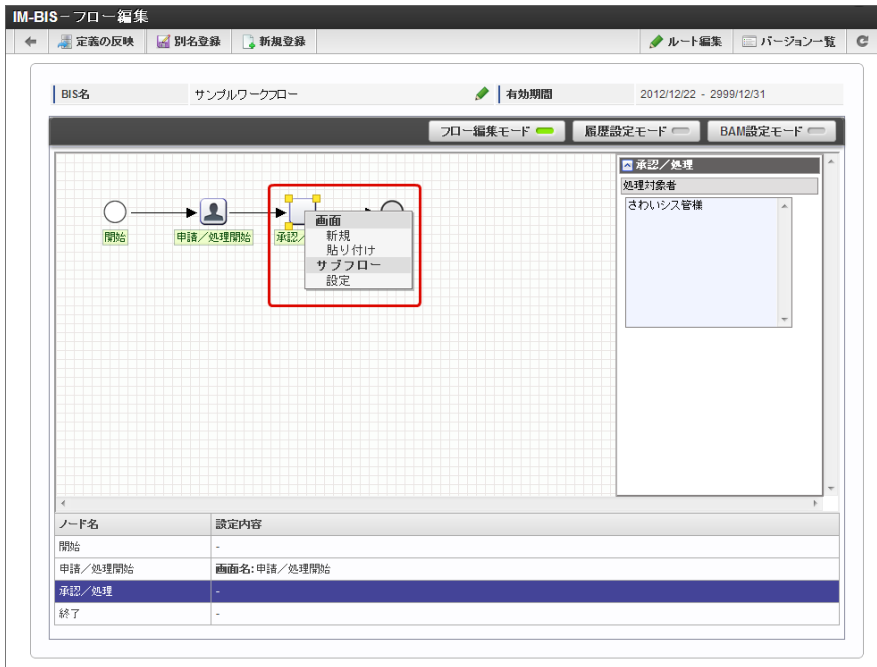 IM-BIS－フロー編集
定義の反映 別名登録 新規登録 ルート編集 バージョン一覧
BIS名 サンプルワークフロー 有効期間 2012/12/22 - 2999/12/31
フロー編集モード 履歴設定モード BAM設定モード
承認／処理
処理対象者
さわいシス管様
開始 申請／処理開始 承認／
画面
新規
貼り付け
サブフロー
設定
ノード名 設定内容
開始 -
申請／処理開始 画面名:申請／処理開始
承認／処理 -
終了 -